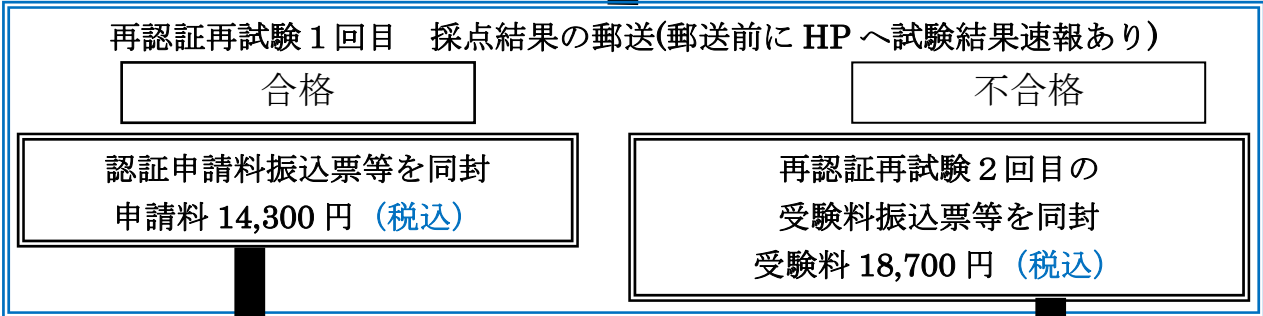 再認証再試験１回目　採点結果の郵送(郵送前に HP へ試験結果速報あり)
合格
不合格
認証申請料振込票等を同封
申請料 14,300 円（税込）
再認証再試験２回目の
受験料振込票等を同封
受験料 18,700 円（税込）